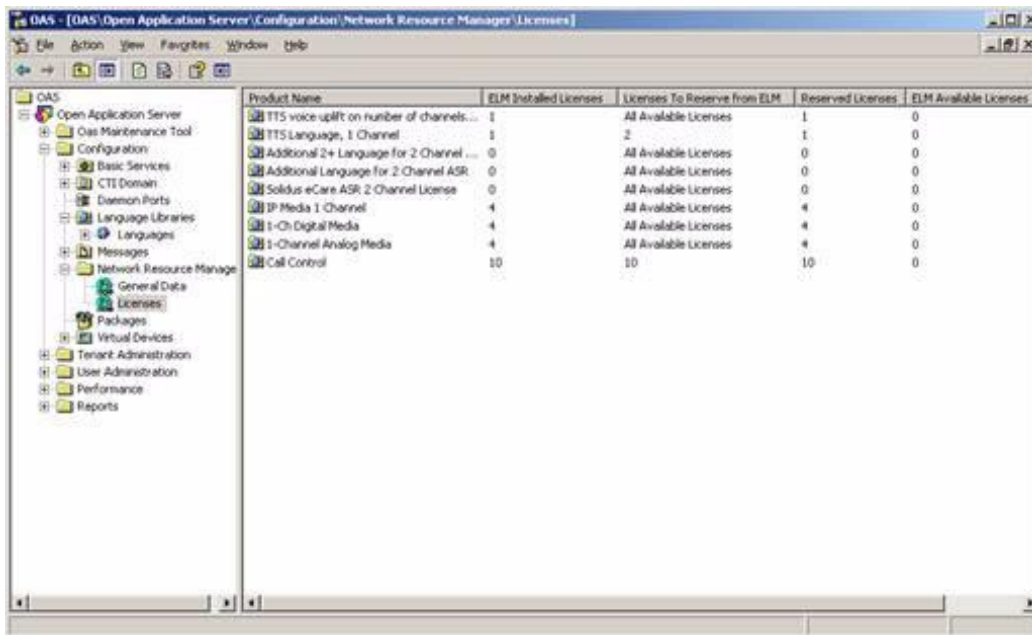 OAS - [OAS\Open Application Server\Configuration\Network Resource Manager\Licenses]
File Action View Favorites Window Help
OAS
Open Application Server
Oas Maintenance Tool
Configuration
Basic Services
CTI Domain
Daemon Ports
Language Libraries
Languages
Messages
Network Resource Manage
General Data
Licenses
Packages
Virtual Devices
Tenant Administration
User Administration
Performance
Reports
Product Name ELM Installed Licenses Licenses To Reserve from ELM Reserved Licenses ELM Available Licenses
TTS voice uplift on number of channels... 1 All Available Licenses 1 0
TTS Language, 1 Channel 1 2 1 0
Additional 2+ Language for 2 Channel ... 0 All Available Licenses 0 0
Additional Language for 2 Channel ASR 0 All Available Licenses 0 0
Solidus eCare ASR 2 Channel License 0 All Available Licenses 0 0
IP Media 1 Channel 4 All Available Licenses 4 0
1-Ch Digital Media 4 All Available Licenses 4 0
1-Channel Analog Media 4 All Available Licenses 4 0
Call Control 10 10 10 0